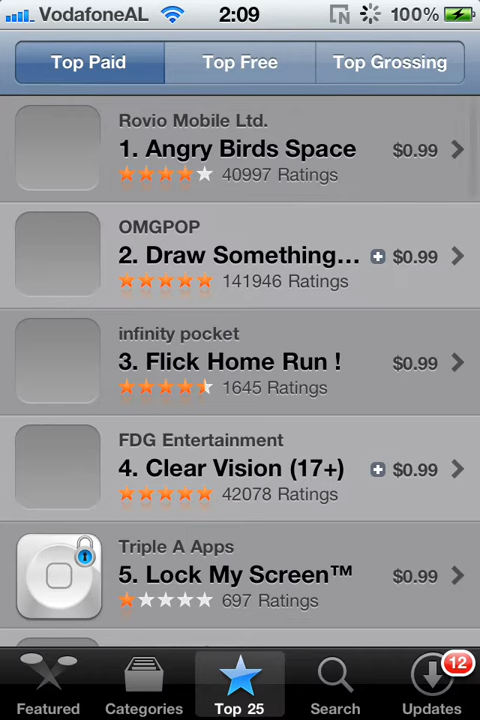 VodafoneAL 2:09 N 100%
Top Paid Top Free Top Grossing
Rovio Mobile Ltd.
1. Angry Birds Space $0.99
40997 Ratings
OMGPOP
2. Draw Something... $0.99
141946 Ratings
infinity pocket
3. Flick Home Run ! $0.99
1645 Ratings
FDG Entertainment
4. Clear Vision (17+) $0.99
42078 Ratings
Triple A Apps
5. Lock My Screen™ $0.99
697 Ratings
12
Featured Categories Top 25 Search Updates